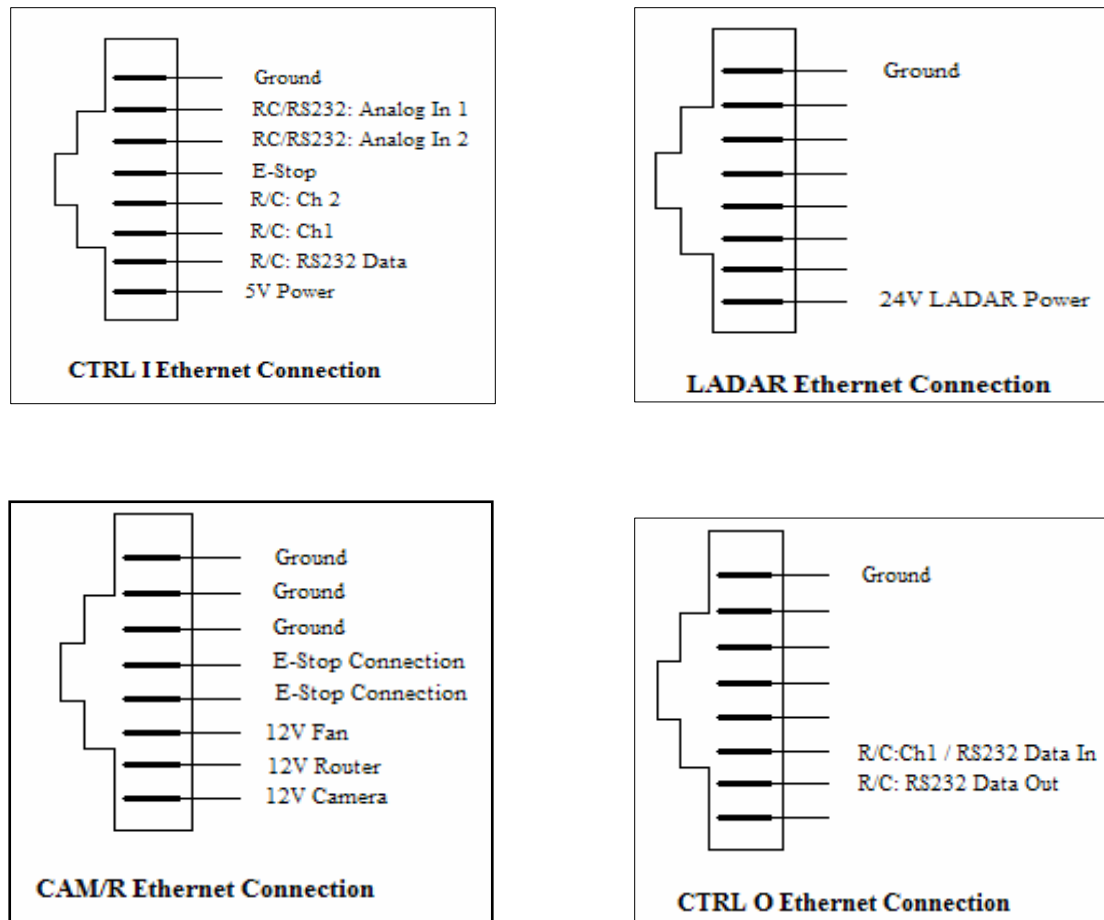 Ground
RC/RS232: Analog In 1
RC/RS232: Analog In 2
E-Stop
R/C: Ch 2
R/C: Ch1
R/C: RS232 Data
5V Power
CTRL I Ethernet Connection
Ground
24V LADAR Power
LADAR Ethernet Connection
Ground
Ground
Ground
E-Stop Connection
E-Stop Connection
12V Fan
12V Router
12V Camera
CAM/R Ethernet Connection
Ground
R/C:Ch1 / RS232 Data In
R/C: RS232 Data Out
CTRL O Ethernet Connection